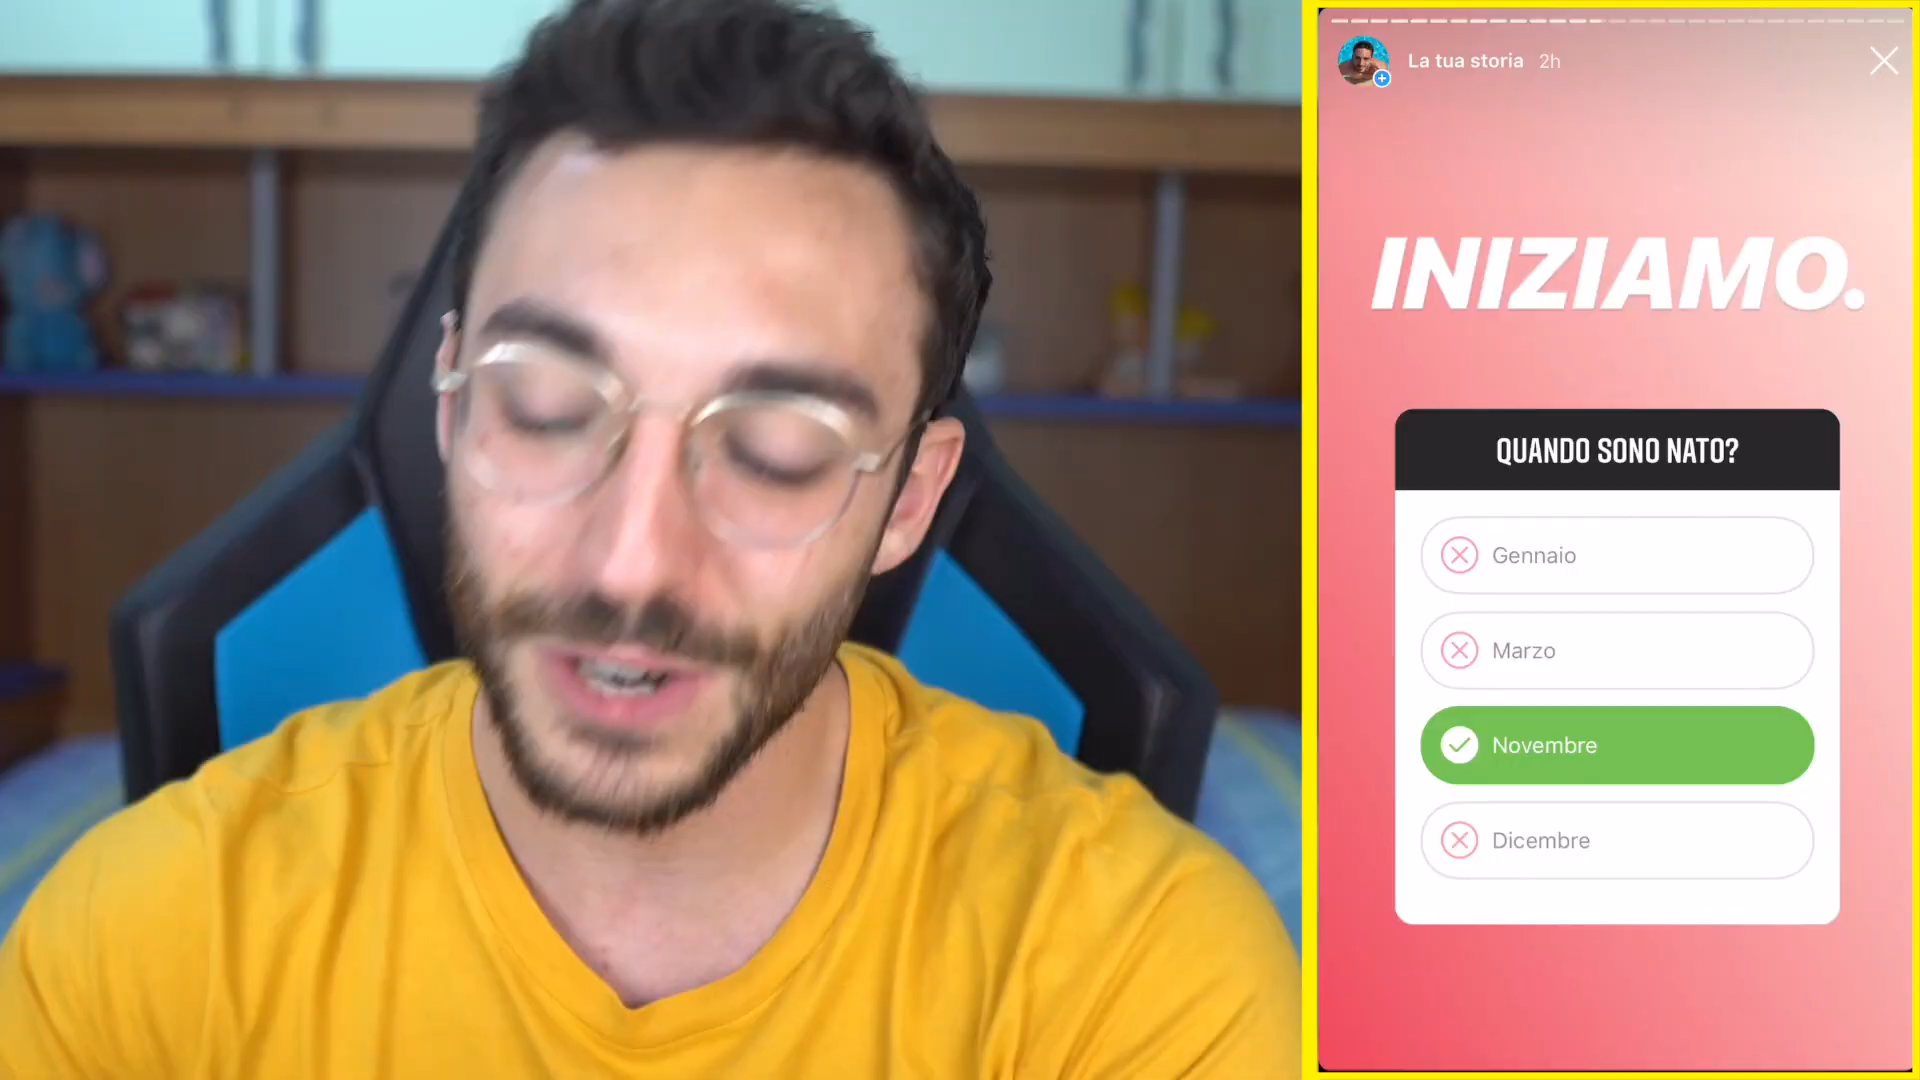 La tua storia 2h
INIZIAMO.
QUANDO SONO NATO?
Gennaio
Marzo
Novembre
Dicembre